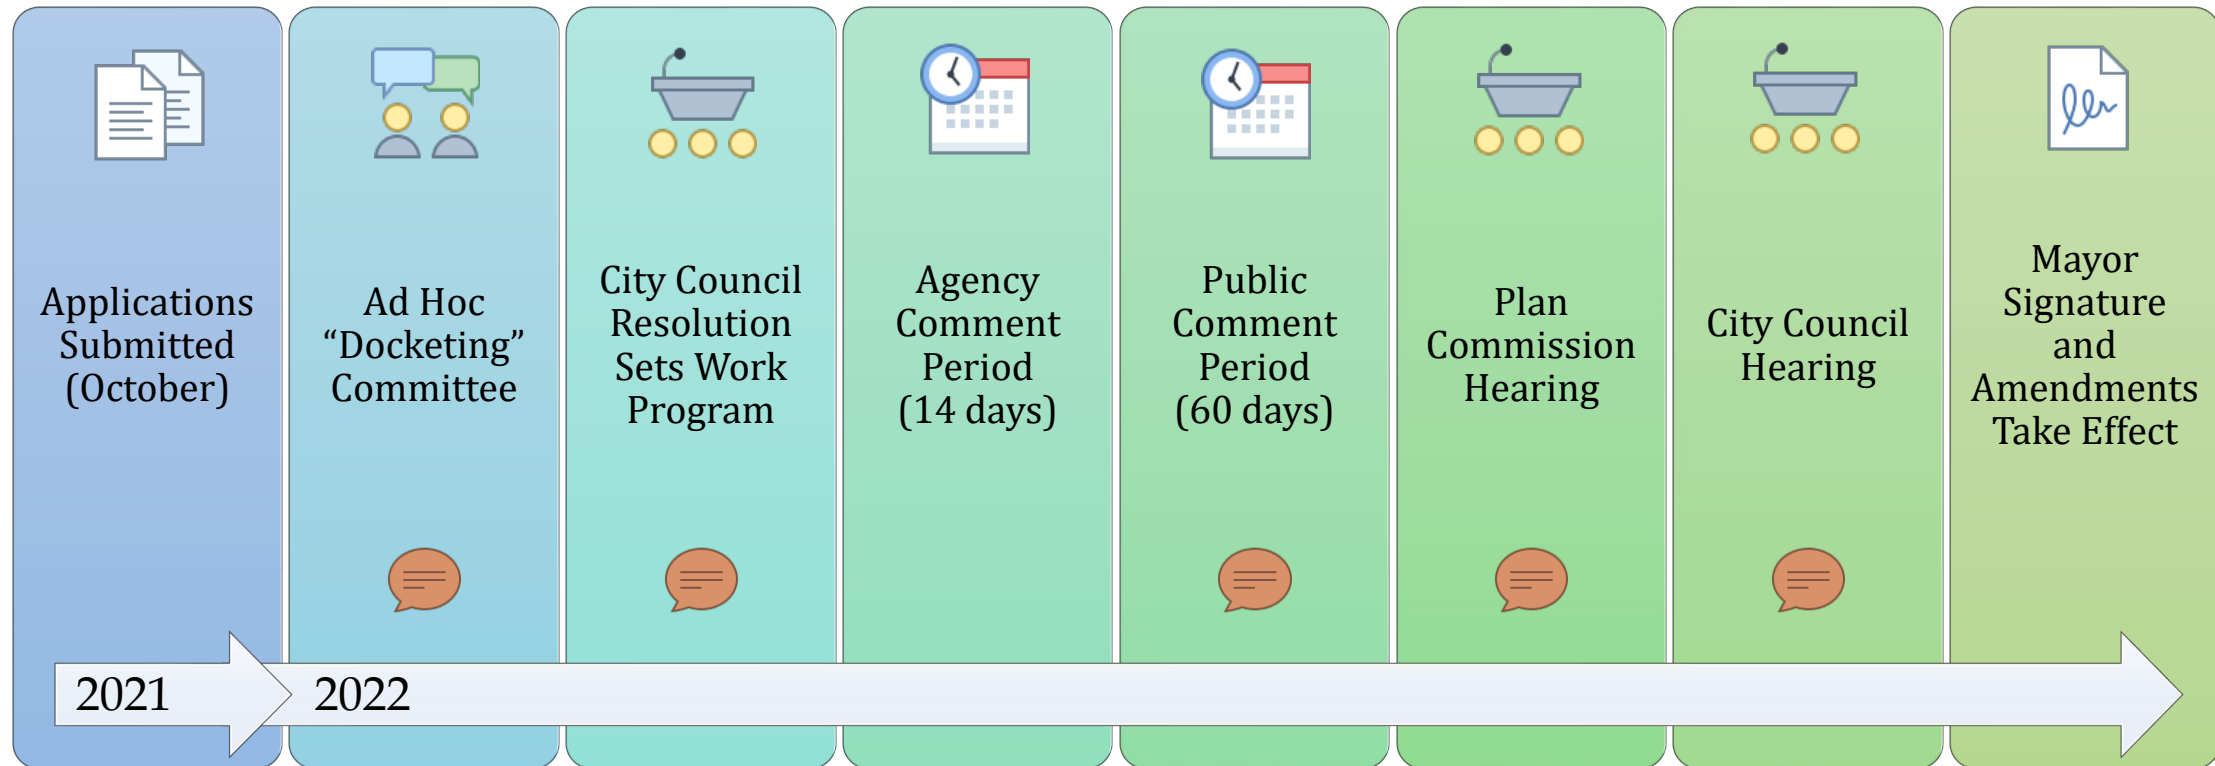 Applications
Submitted
(October)
Ad Hoc
“Docketing”
Committee
City Council
Resolution
Sets Work
Program
Agency
Comment
Period
(14 days)
Public
Comment
Period
(60 days)
Plan
Commission
Hearing
City Council
Hearing
Mayor
Signature
and
Amendments
Take Effect
2021
2022